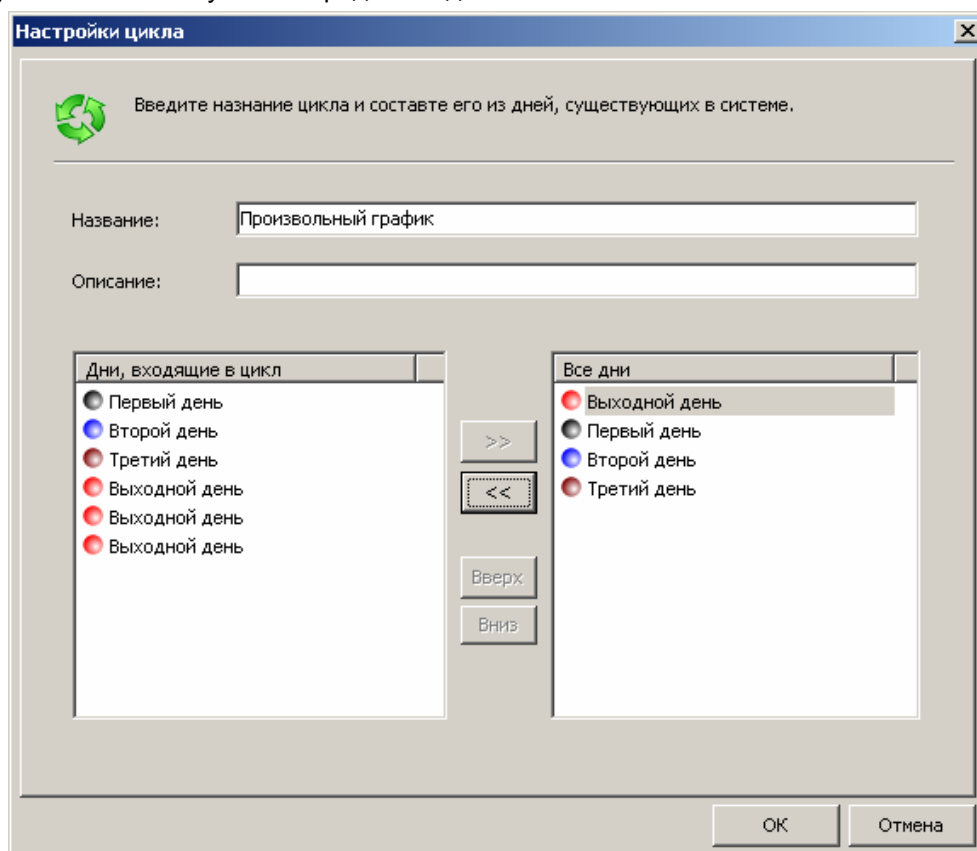 Настройки цикла
Введите назнание цикла и составте его из дней, существующих в системе.
Название: Произвольный график
Описание:
Дни, входящие в цикл
Первый день
Второй день
Третий день
Выходной день
Выходной день
Выходной день
>>
<<
Вверх
Вниз
Все дни
Выходной день
Первый день
Второй день
Третий день
ОК Отмена